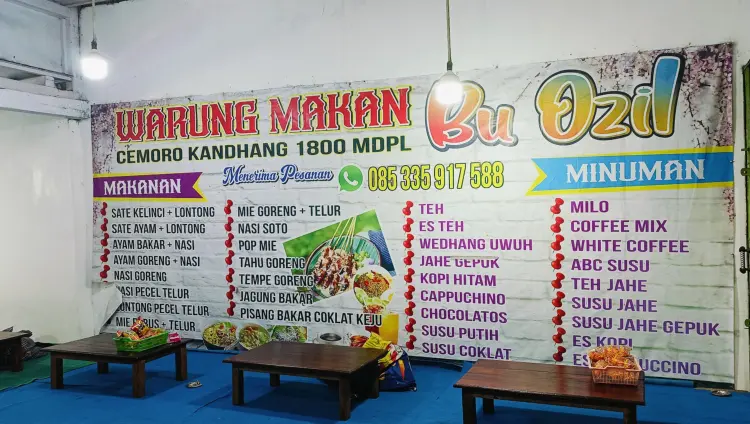 WARUNG MAKAN Bu Ozil
CEMORO KANDHANG 1800 MDPL
Menerima Pesanan 085 335 917 588
MAKANAN
SATE KELINCI + LONTONG
SATE AYAM + LONTONG
AYAM BAKAR + NASI
AYAM GORENG + NASI
NASI GORENG
NASI PECEL TELUR
LONTONG PECEL TELUR
MIE + TELUR
MIE GORENG + TELUR
NASI SOTO
POP MIE
TAHU GORENG
TEMPE GORENG
JAGUNG BAKAR
PISANG BAKAR COKLAT KEJU
MINUMAN
TEH
ES TEH
WEDHANG UWUH
JAHE GEPUK
KOPI HITAM
CAPPUCHINO
CHOCOLATOS
SUSU PUTIH
SUSU COKLAT
MILO
COFFEE MIX
WHITE COFFEE
ABC SUSU
TEH JAHE
SUSU JAHE
SUSU JAHE GEPUK
ES KOPI
ES